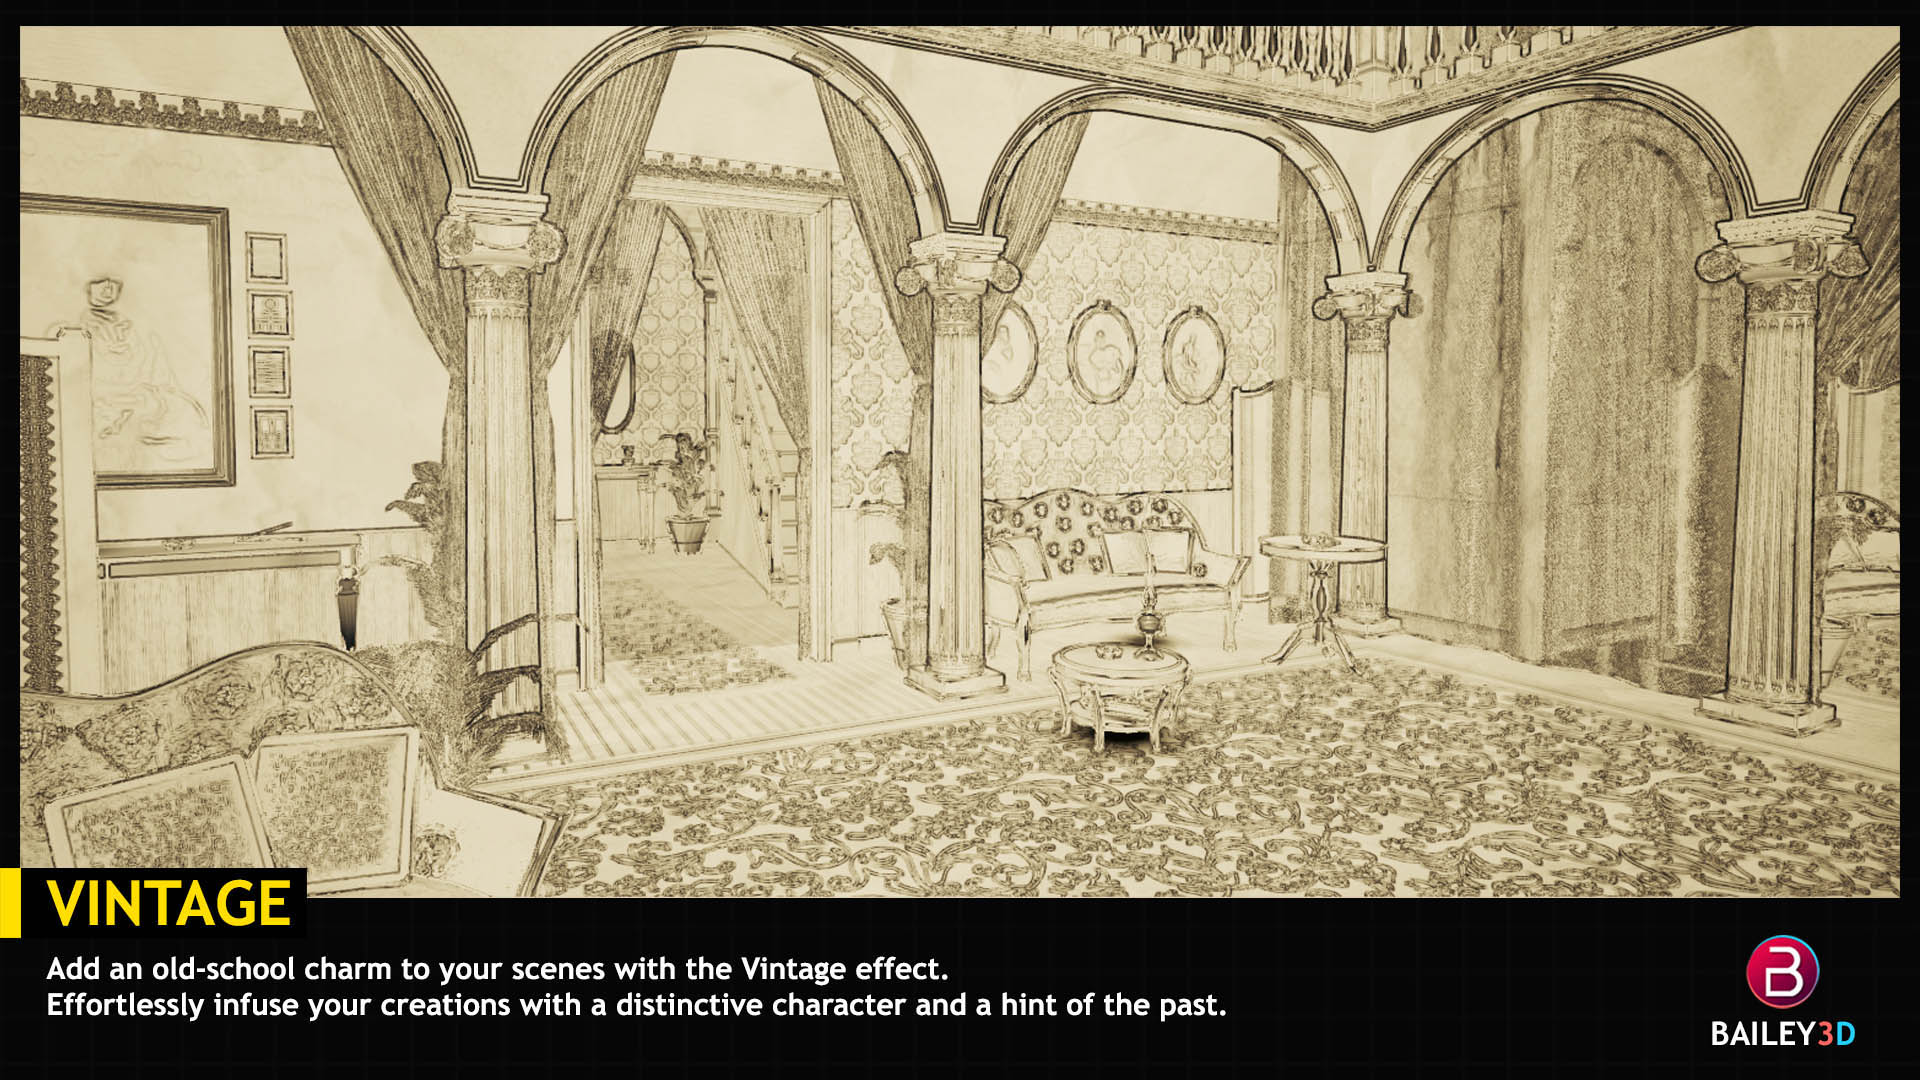 VINTAGE
Add an old-school charm to your scenes with the Vintage effect.
Effortlessly infuse your creations with a distinctive character and a hint of the past.
B
BAILEY3D